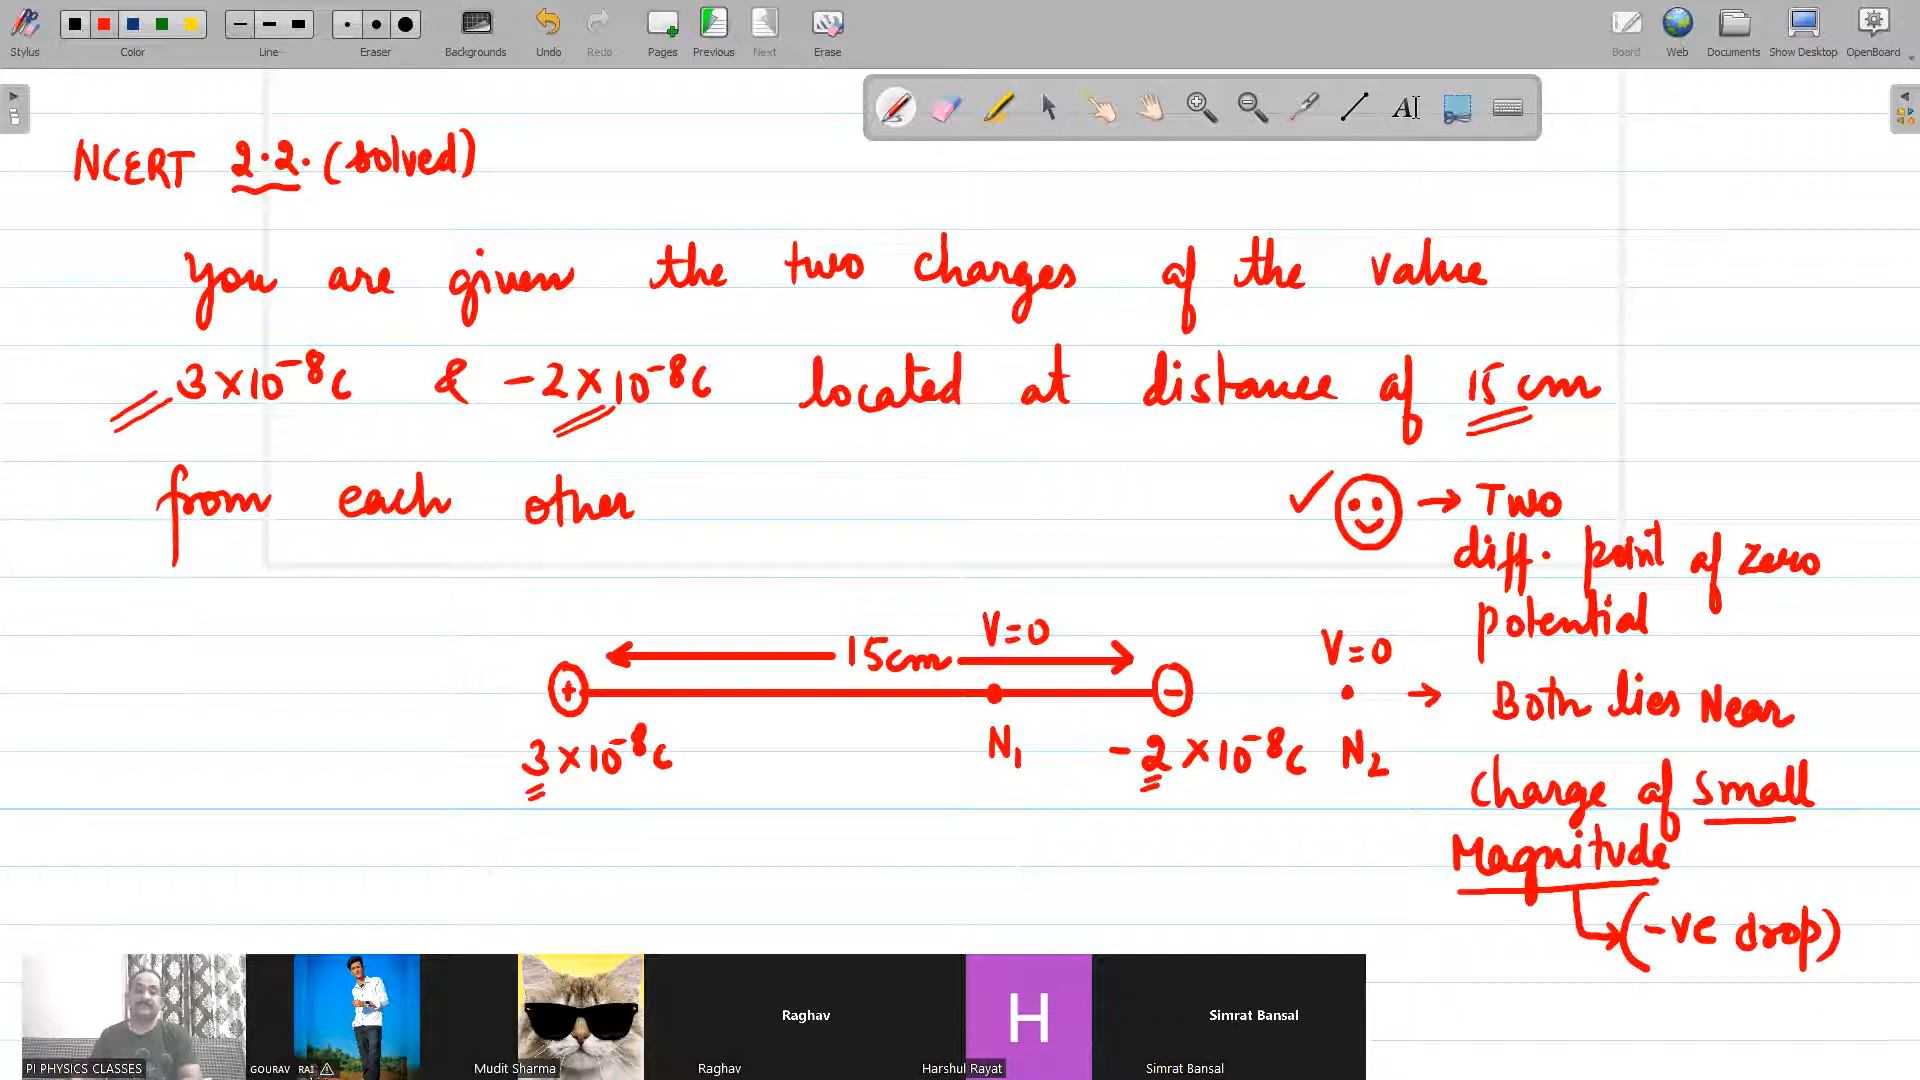 Stylus
Color
Line
Eraser
Backgrounds
Undo
Redo
Pages
Previous
Next
Erase
Board
Web
Documents
Show Desktop
OpenBoard
NCERT 2.2. (solved)
You are given the two charges of the value
3×10⁻⁸C & -2×10⁻⁸C located at distance of 15 cm
from each other
✓ → Two
diff. point of zero
potential
→ Both lies Near
charge of small
Magnitude
(-ve drop)
15cm V=0 V=0
+ −
3×10⁻⁸C N₁ -2×10⁻⁸C N₂
H
Raghav
Simrat Bansal
PI PHYSICS CLASSES
GOURAV RAI
Mudit Sharma
Raghav
Harshul Rayat
Simrat Bansal